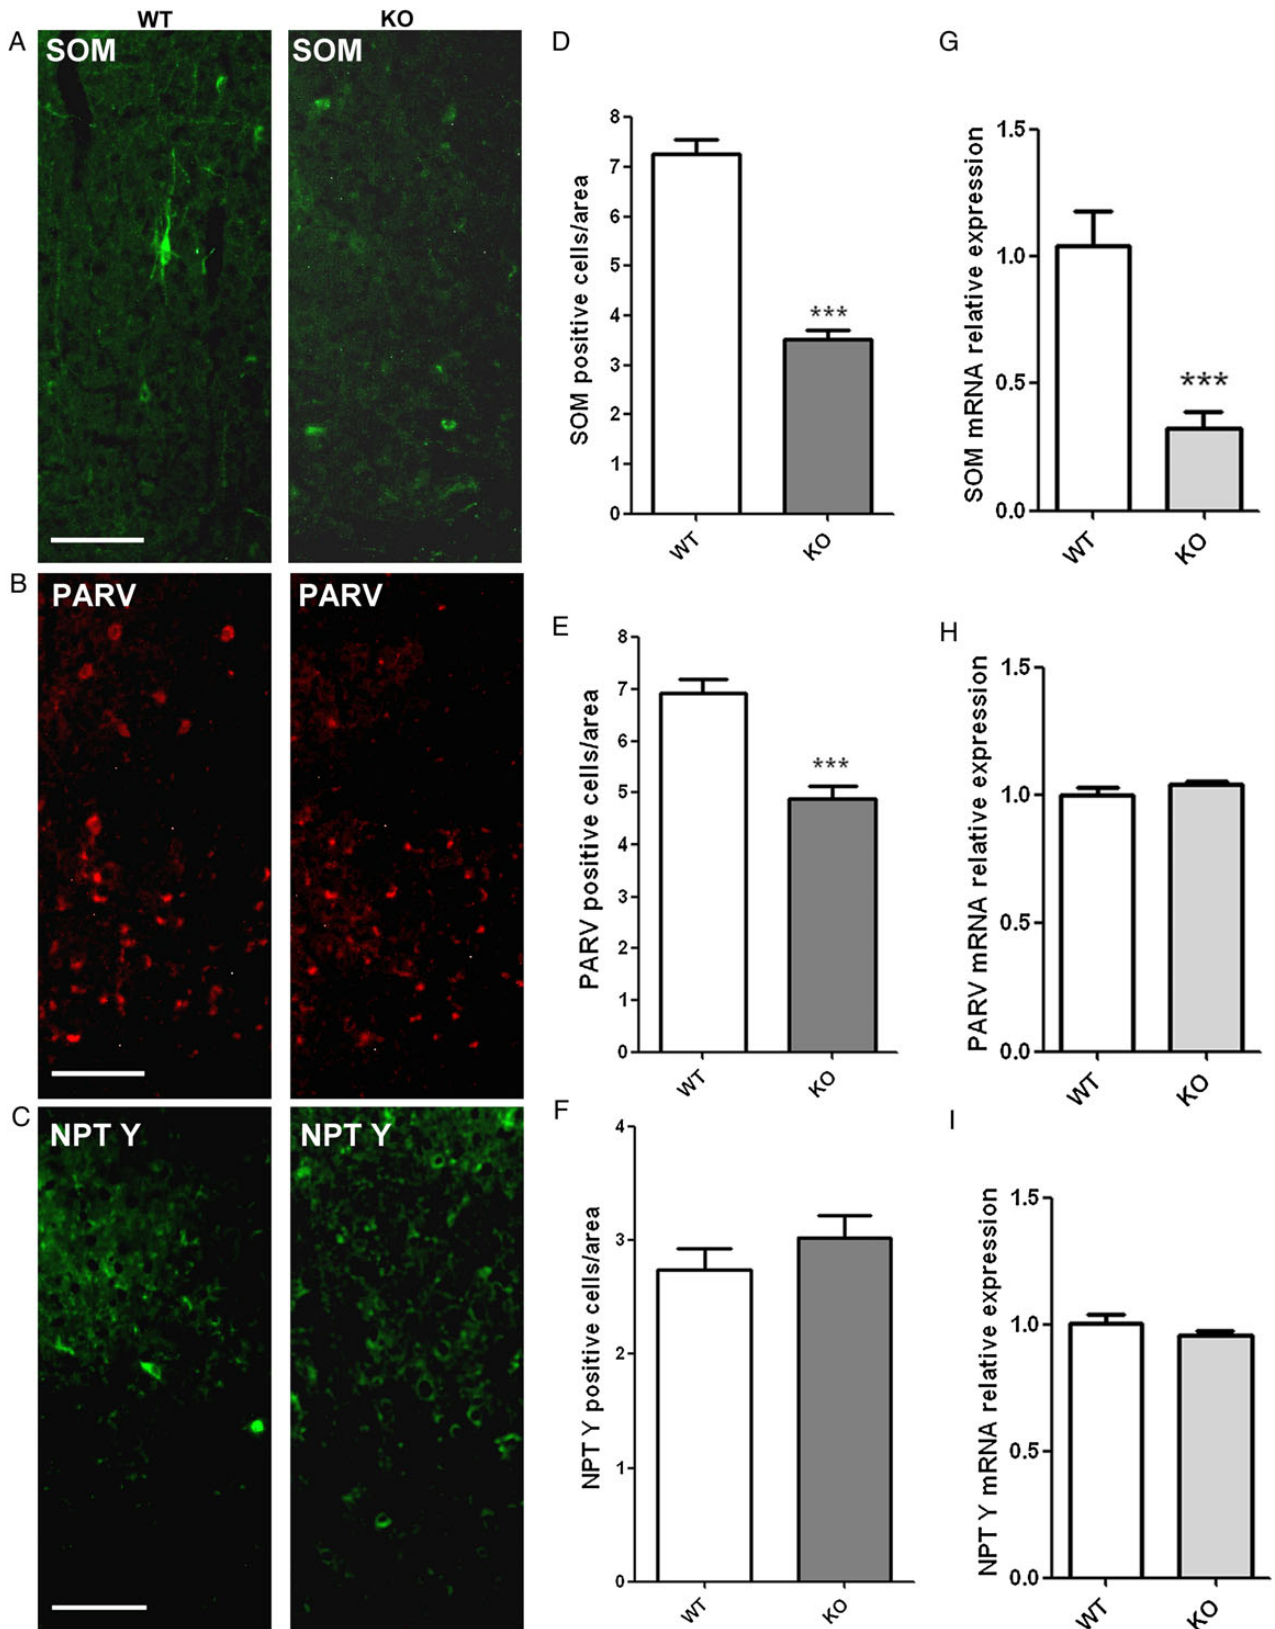 WT KO
A SOM SOM
D
8
7
6
5
4
3
2
1
0
SOM positive cells/area
***
WT KO
G
1.5
1.0
0.5
0.0
SOM mRNA relative expression
***
WT KO
B PARV PARV
E
8
7
6
5
4
3
2
1
0
PARV positive cells/area
***
WT KO
H
1.5
1.0
0.5
0.0
PARV mRNA relative expression
WT KO
C NPT Y NPT Y
F
4
3
2
1
0
NPT Y positive cells/area
WT KO
I
1.5
1.0
0.5
0.0
NPT Y mRNA relative expression
WT KO